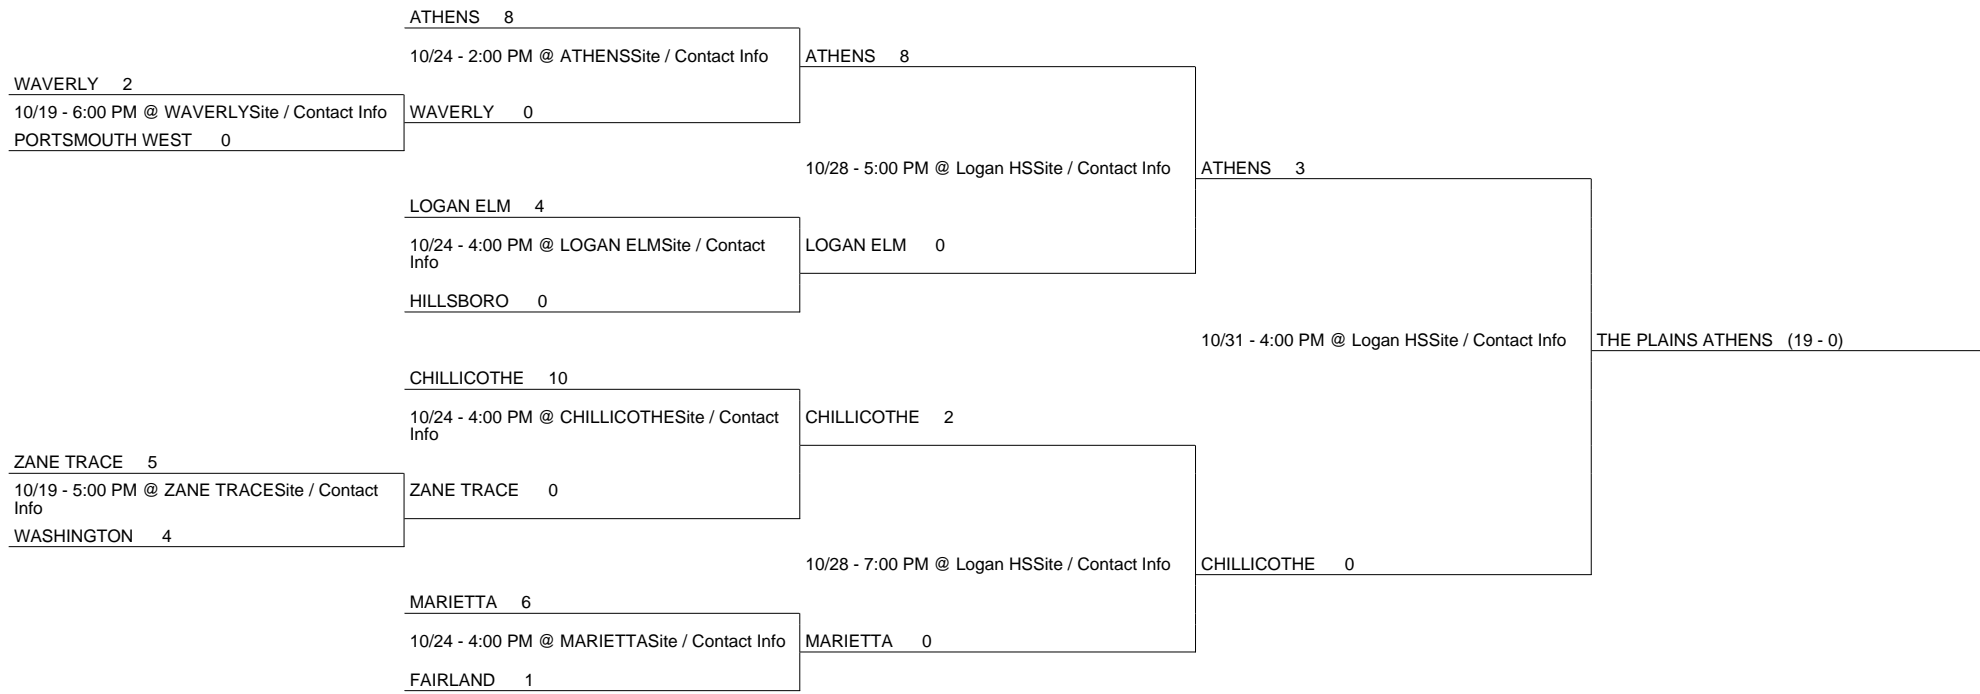 ATHENS 8
10/24 - 2:00 PM @ ATHENSSite / Contact Info
ATHENS 8
WAVERLY 2
10/19 - 6:00 PM @ WAVERLYSite / Contact Info
WAVERLY 0
PORTSMOUTH WEST 0
10/28 - 5:00 PM @ Logan HSSite / Contact Info
ATHENS 3
LOGAN ELM 4
10/24 - 4:00 PM @ LOGAN ELMSite / Contact
Info
LOGAN ELM 0
HILLSBORO 0
10/31 - 4:00 PM @ Logan HSSite / Contact Info
THE PLAINS ATHENS (19 - 0)
CHILLICOTHE 10
10/24 - 4:00 PM @ CHILLICOTHESite / Contact
Info
CHILLICOTHE 2
ZANE TRACE 5
10/19 - 5:00 PM @ ZANE TRACESite / Contact
Info
ZANE TRACE 0
WASHINGTON 4
10/28 - 7:00 PM @ Logan HSSite / Contact Info
CHILLICOTHE 0
MARIETTA 6
10/24 - 4:00 PM @ MARIETTASite / Contact Info
MARIETTA 0
FAIRLAND 1